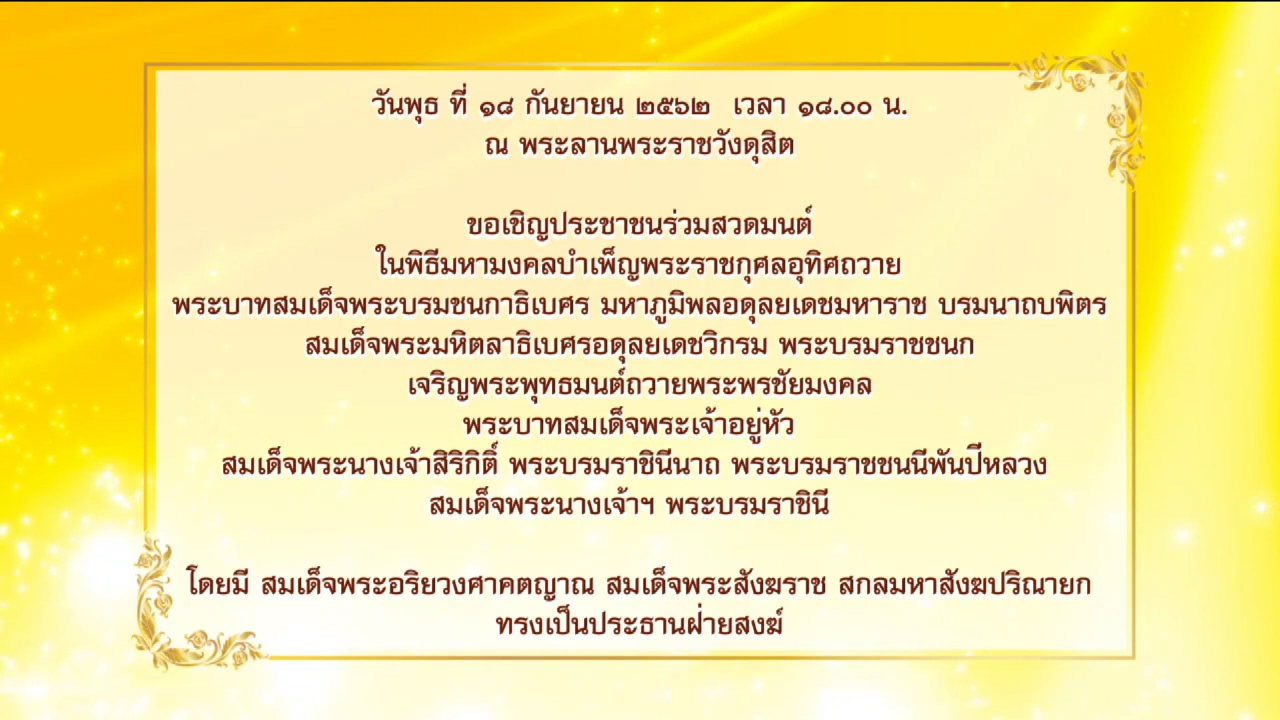 วันพุธ ที่ ๑๘ กันยายน ๒๕๖๒ เวลา ๑๘.๐๐ น.
ณ พระลานพระราชวังดุสิต
ขอเชิญประชาชนร่วมสวดมนต์
ในพิธีมหามงคลบำเพ็ญพระราชกุศลอุทิศถวาย
พระบาทสมเด็จพระบรมชนกาธิเบศร มหาภูมิพลอดุลยเดชมหาราช บรมนาถบพิตร
สมเด็จพระมหิตลาธิเบศรอดุลยเดชวิกรม พระบรมราชชนก
เจริญพระพุทธมนต์ถวายพระพรชัยมงคล
พระบาทสมเด็จพระเจ้าอยู่หัว
สมเด็จพระนางเจ้าสิริกิติ์ พระบรมราชินีนาถ พระบรมราชชนนีพันปีหลวง
สมเด็จพระนางเจ้าฯ พระบรมราชินี
โดยมี สมเด็จพระอริยวงศาคตญาณ สมเด็จพระสังฆราช สกลมหาสังฆปริณายก
ทรงเป็นประธานฝ่ายสงฆ์